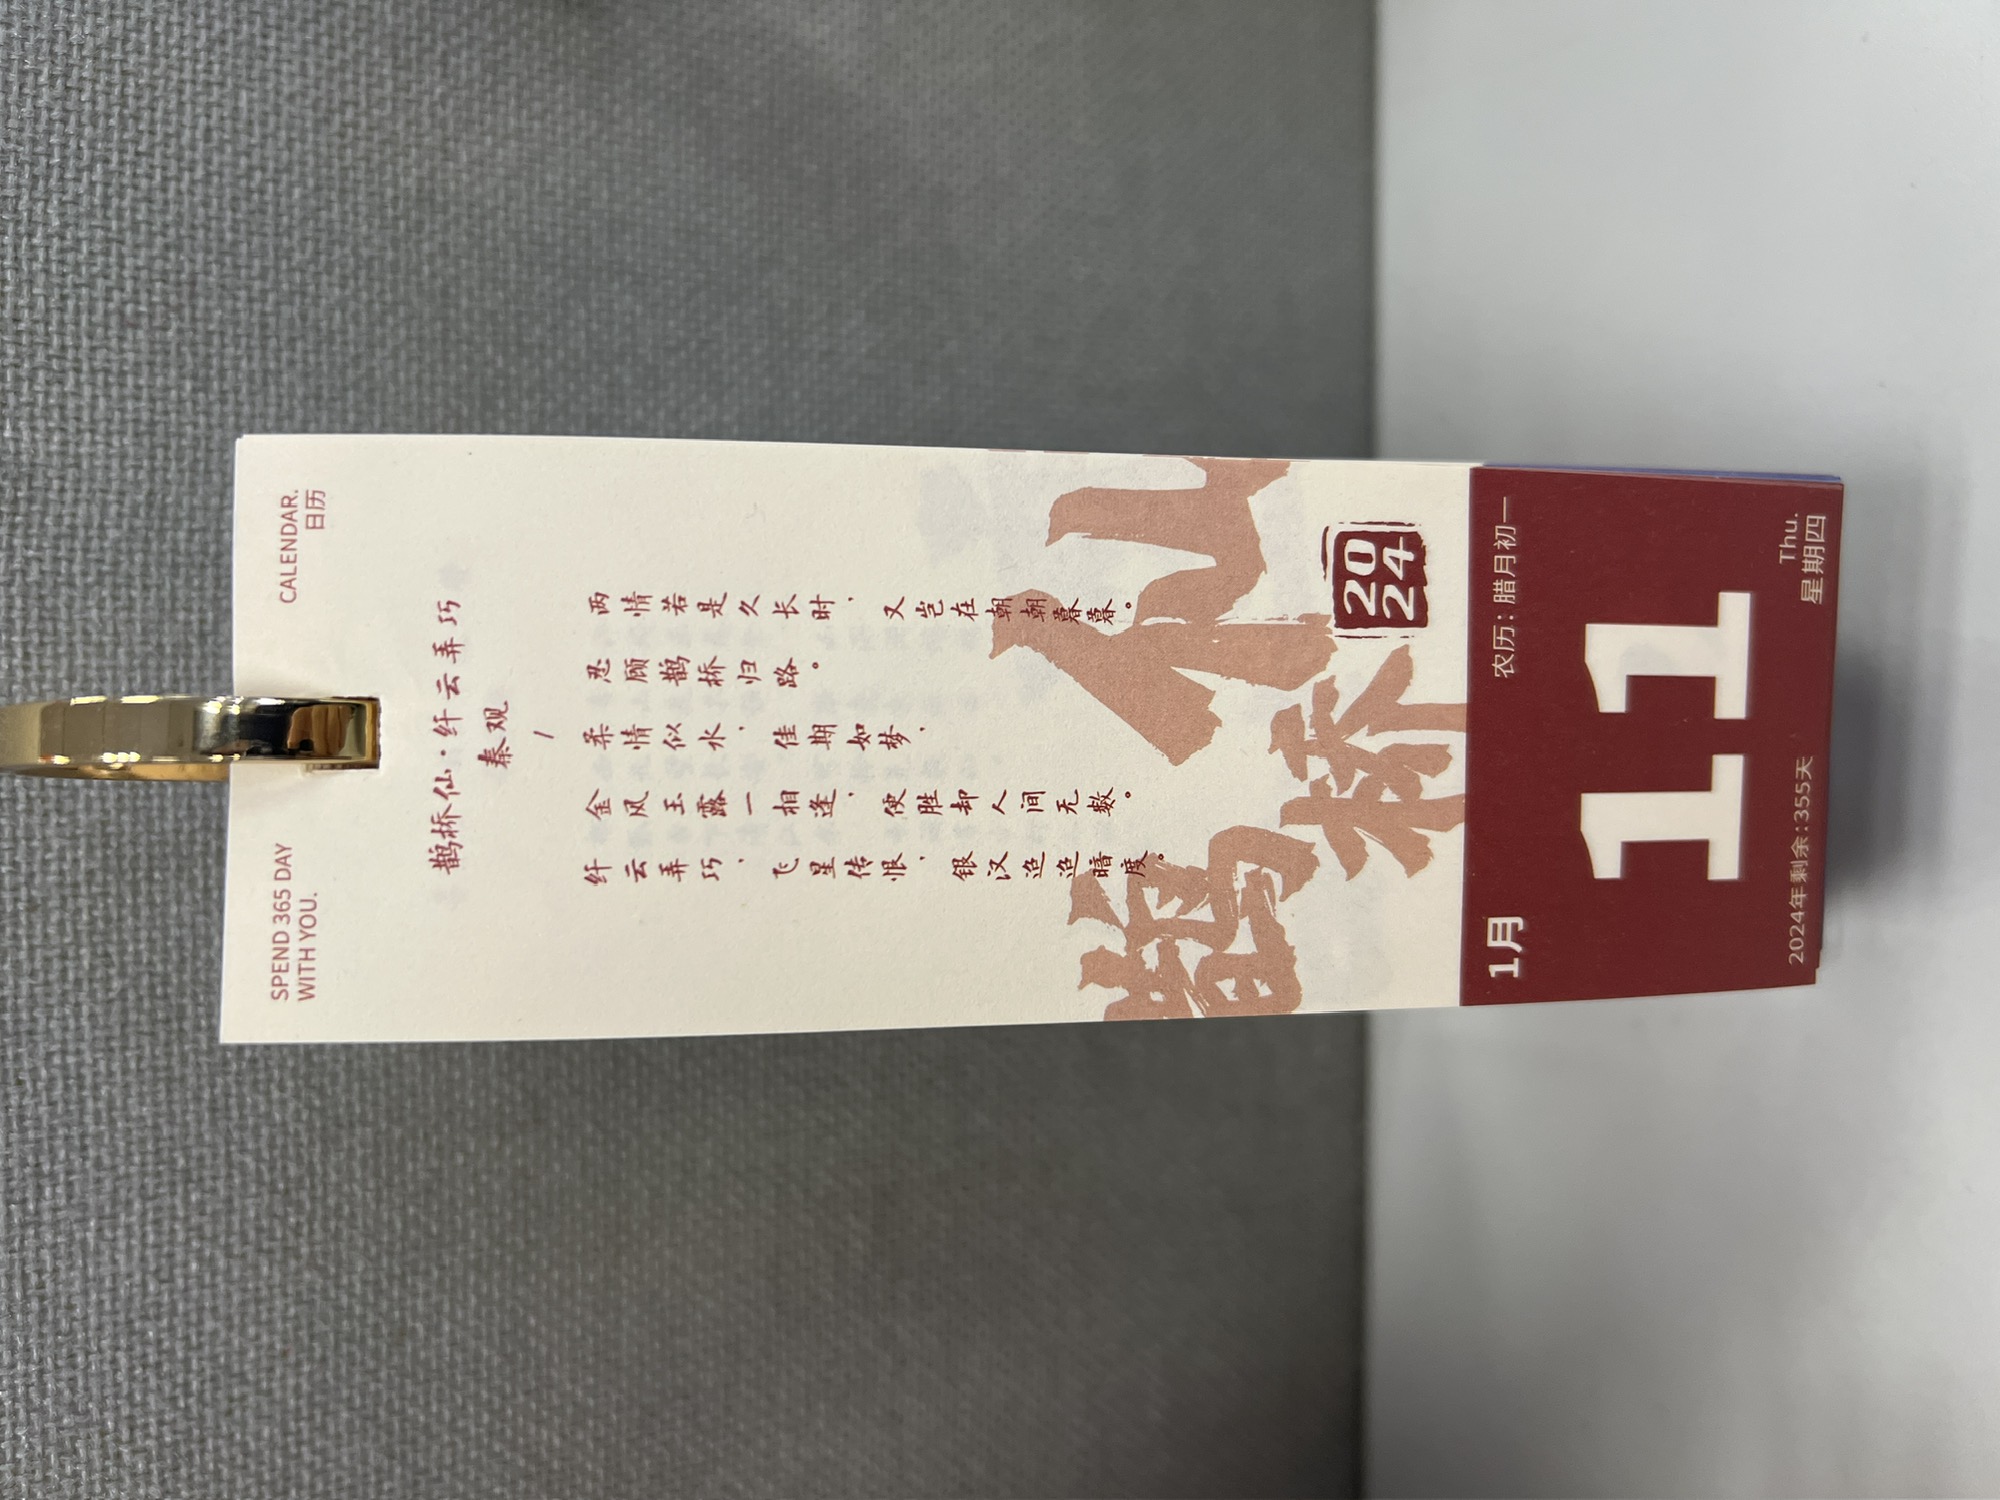 SPEND 365 DAY
WITH YOU.
CALENDAR.
日历
鹊桥仙·纤云弄巧
秦观
/
纤云弄巧，飞星传恨，银汉迢迢暗度。
金风玉露一相逢，便胜却人间无数。
柔情似水，佳期如梦，
忍顾鹊桥归路。
两情若是久长时，又岂在朝朝暮暮。
鹊桥仙
20
24
1月
农历：腊月初一
11
2024年剩余:355天
Thu.
星期四